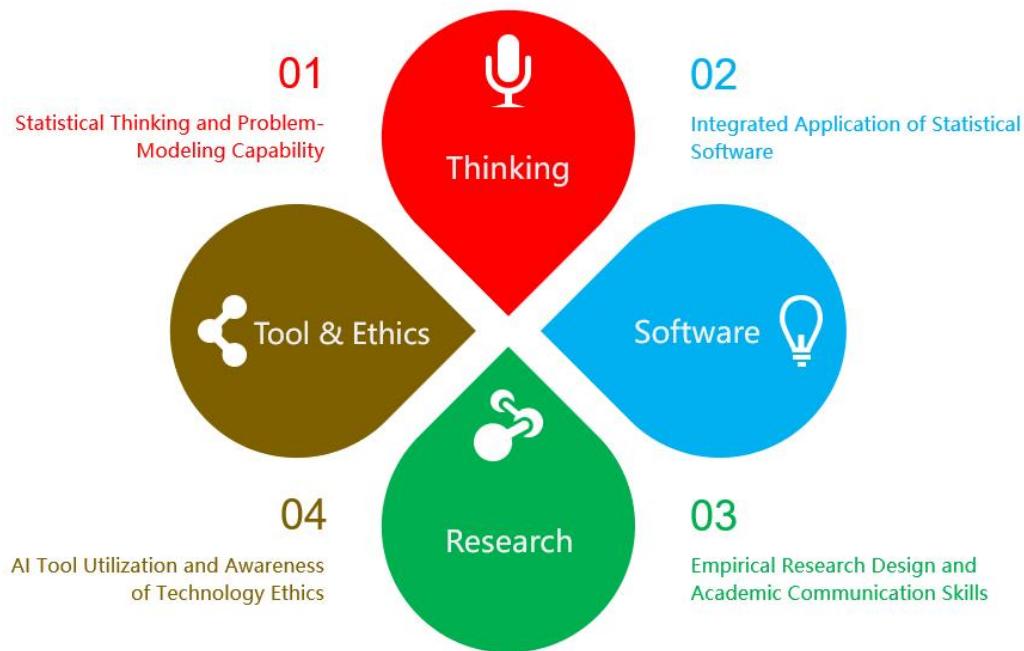 01
Statistical Thinking and Problem-
Modeling Capability
Thinking
02
Integrated Application of Statistical
Software
Tool & Ethics
Software
04
AI Tool Utilization and Awareness
of Technology Ethics
Research
03
Empirical Research Design and
Academic Communication Skills